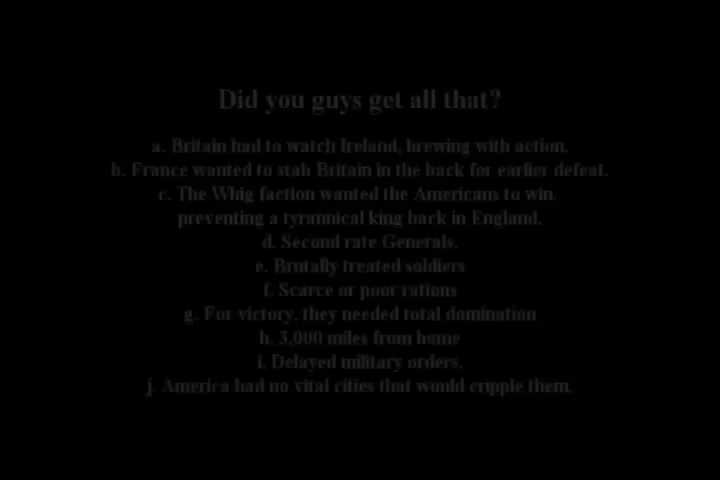 Did you guys get all that?
a. Britain had to watch Ireland, brewing with action.
b. France wanted to stab Britain in the back for earlier defeat.
c. The Whig faction wanted the Americans to win.
preventing a tyrannical king back in England.
d. Second rate Generals.
e. Brutally treated soldiers
f. Scarce or poor rations
g. For victory, they needed total domination
h. 3,000 miles from home
i. Delayed military orders.
j. America had no vital cities that would cripple them.